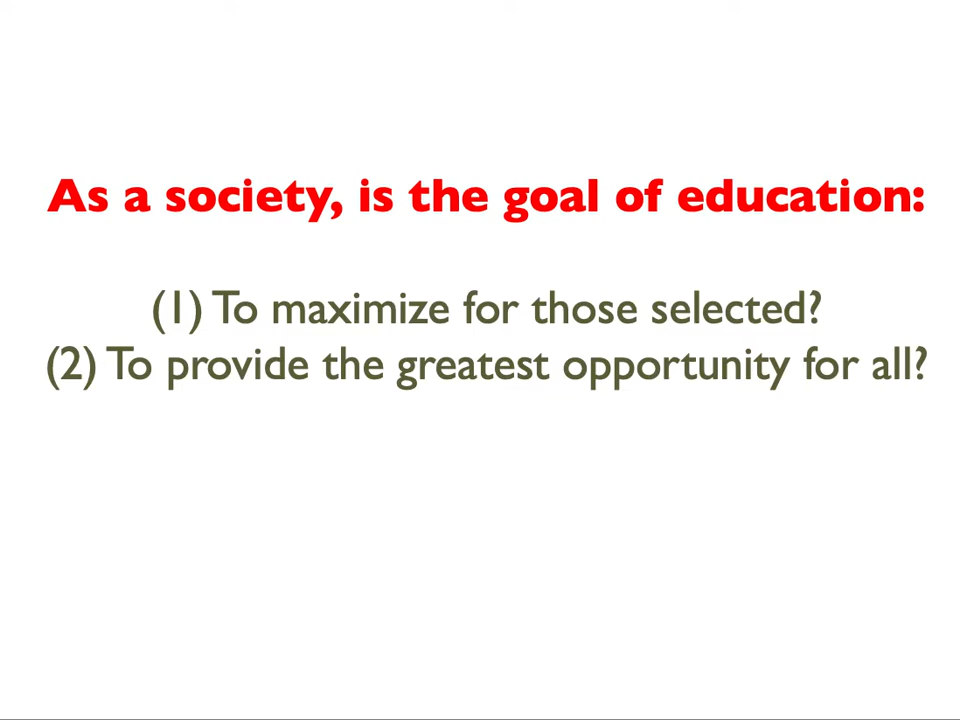 As a society, is the goal of education:
(1) To maximize for those selected?
(2) To provide the greatest opportunity for all?